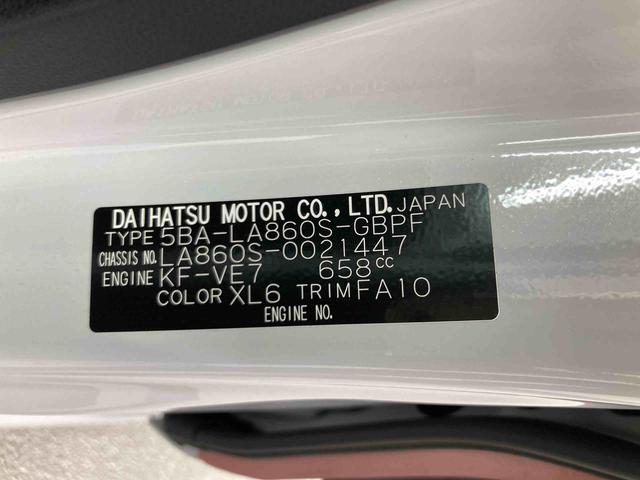 DAIHATSU MOTOR CO., LTD. JAPAN
TYPE 5BA-LA860S-GBPF
CHASSIS NO. LA860S-0021447
ENGINE KF-VE7 658cc
COLOR XL6 TRIM FA10
ENGINE NO.